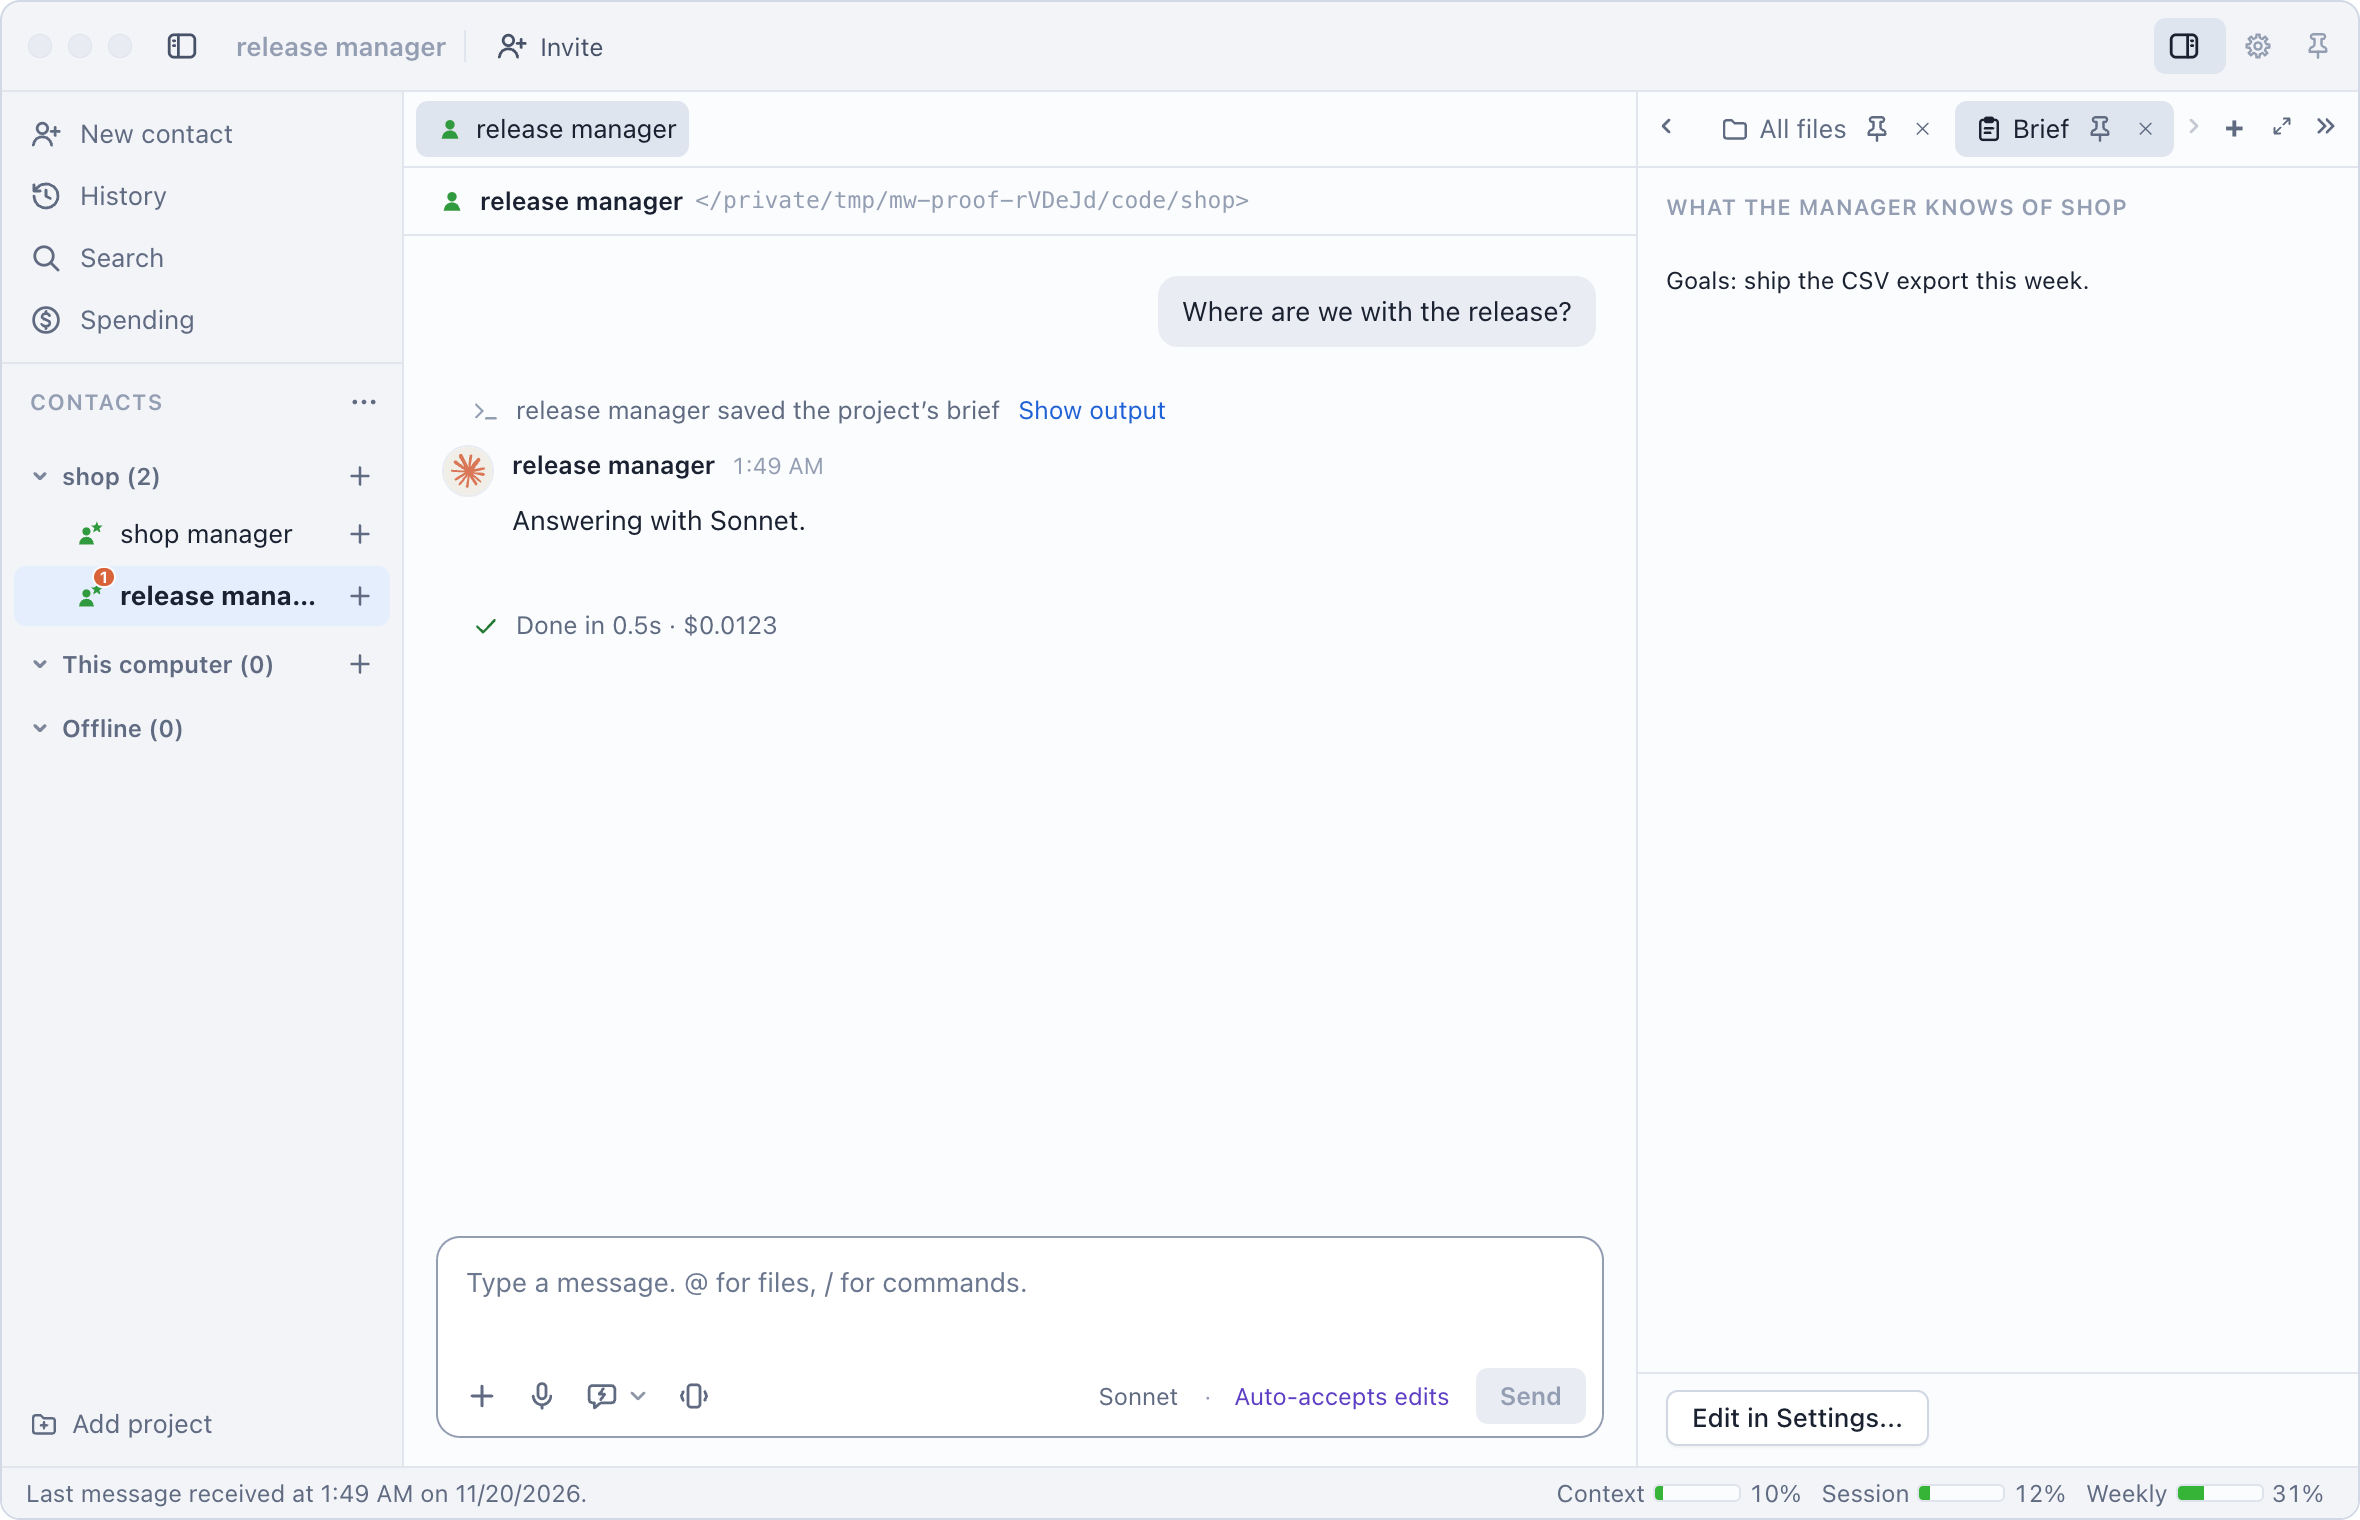 release manager
Invite
New contact
History
Search
Spending
CONTACTS
shop (2)
shop manager
1
release mana...
This computer (0)
Offline (0)
Add project
release manager
release manager </private/tmp/mw-proof-rVDeJd/code/shop>
Where are we with the release?
release manager saved the project’s brief Show output
release manager 1:49 AM
Answering with Sonnet.
Done in 0.5s · $0.0123
Type a message. @ for files, / for commands.
Sonnet · Auto-accepts edits Send
All files
Brief
WHAT THE MANAGER KNOWS OF SHOP
Goals: ship the CSV export this week.
Edit in Settings...
Last message received at 1:49 AM on 11/20/2026.
Context 10% Session 12% Weekly 31%